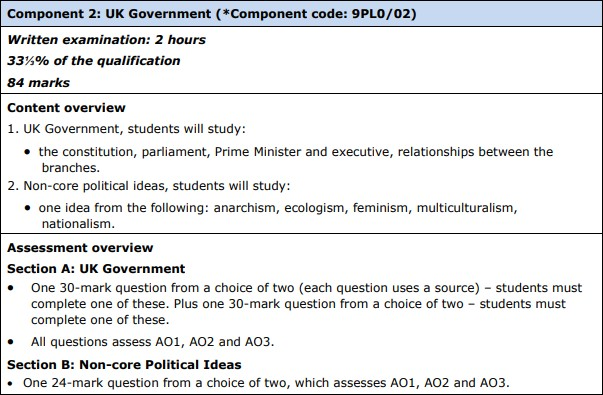 Component 2: UK Government (*Component code: 9PL0/02)
Written examination: 2 hours
33⅓% of the qualification
84 marks
Content overview
1. UK Government, students will study:
• the constitution, parliament, Prime Minister and executive, relationships between the
branches.
2. Non-core political ideas, students will study:
• one idea from the following: anarchism, ecologism, feminism, multiculturalism,
nationalism.
Assessment overview
Section A: UK Government
• One 30-mark question from a choice of two (each question uses a source) – students must
complete one of these. Plus one 30-mark question from a choice of two – students must
complete one of these.
• All questions assess AO1, AO2 and AO3.
Section B: Non-core Political Ideas
• One 24-mark question from a choice of two, which assesses AO1, AO2 and AO3.